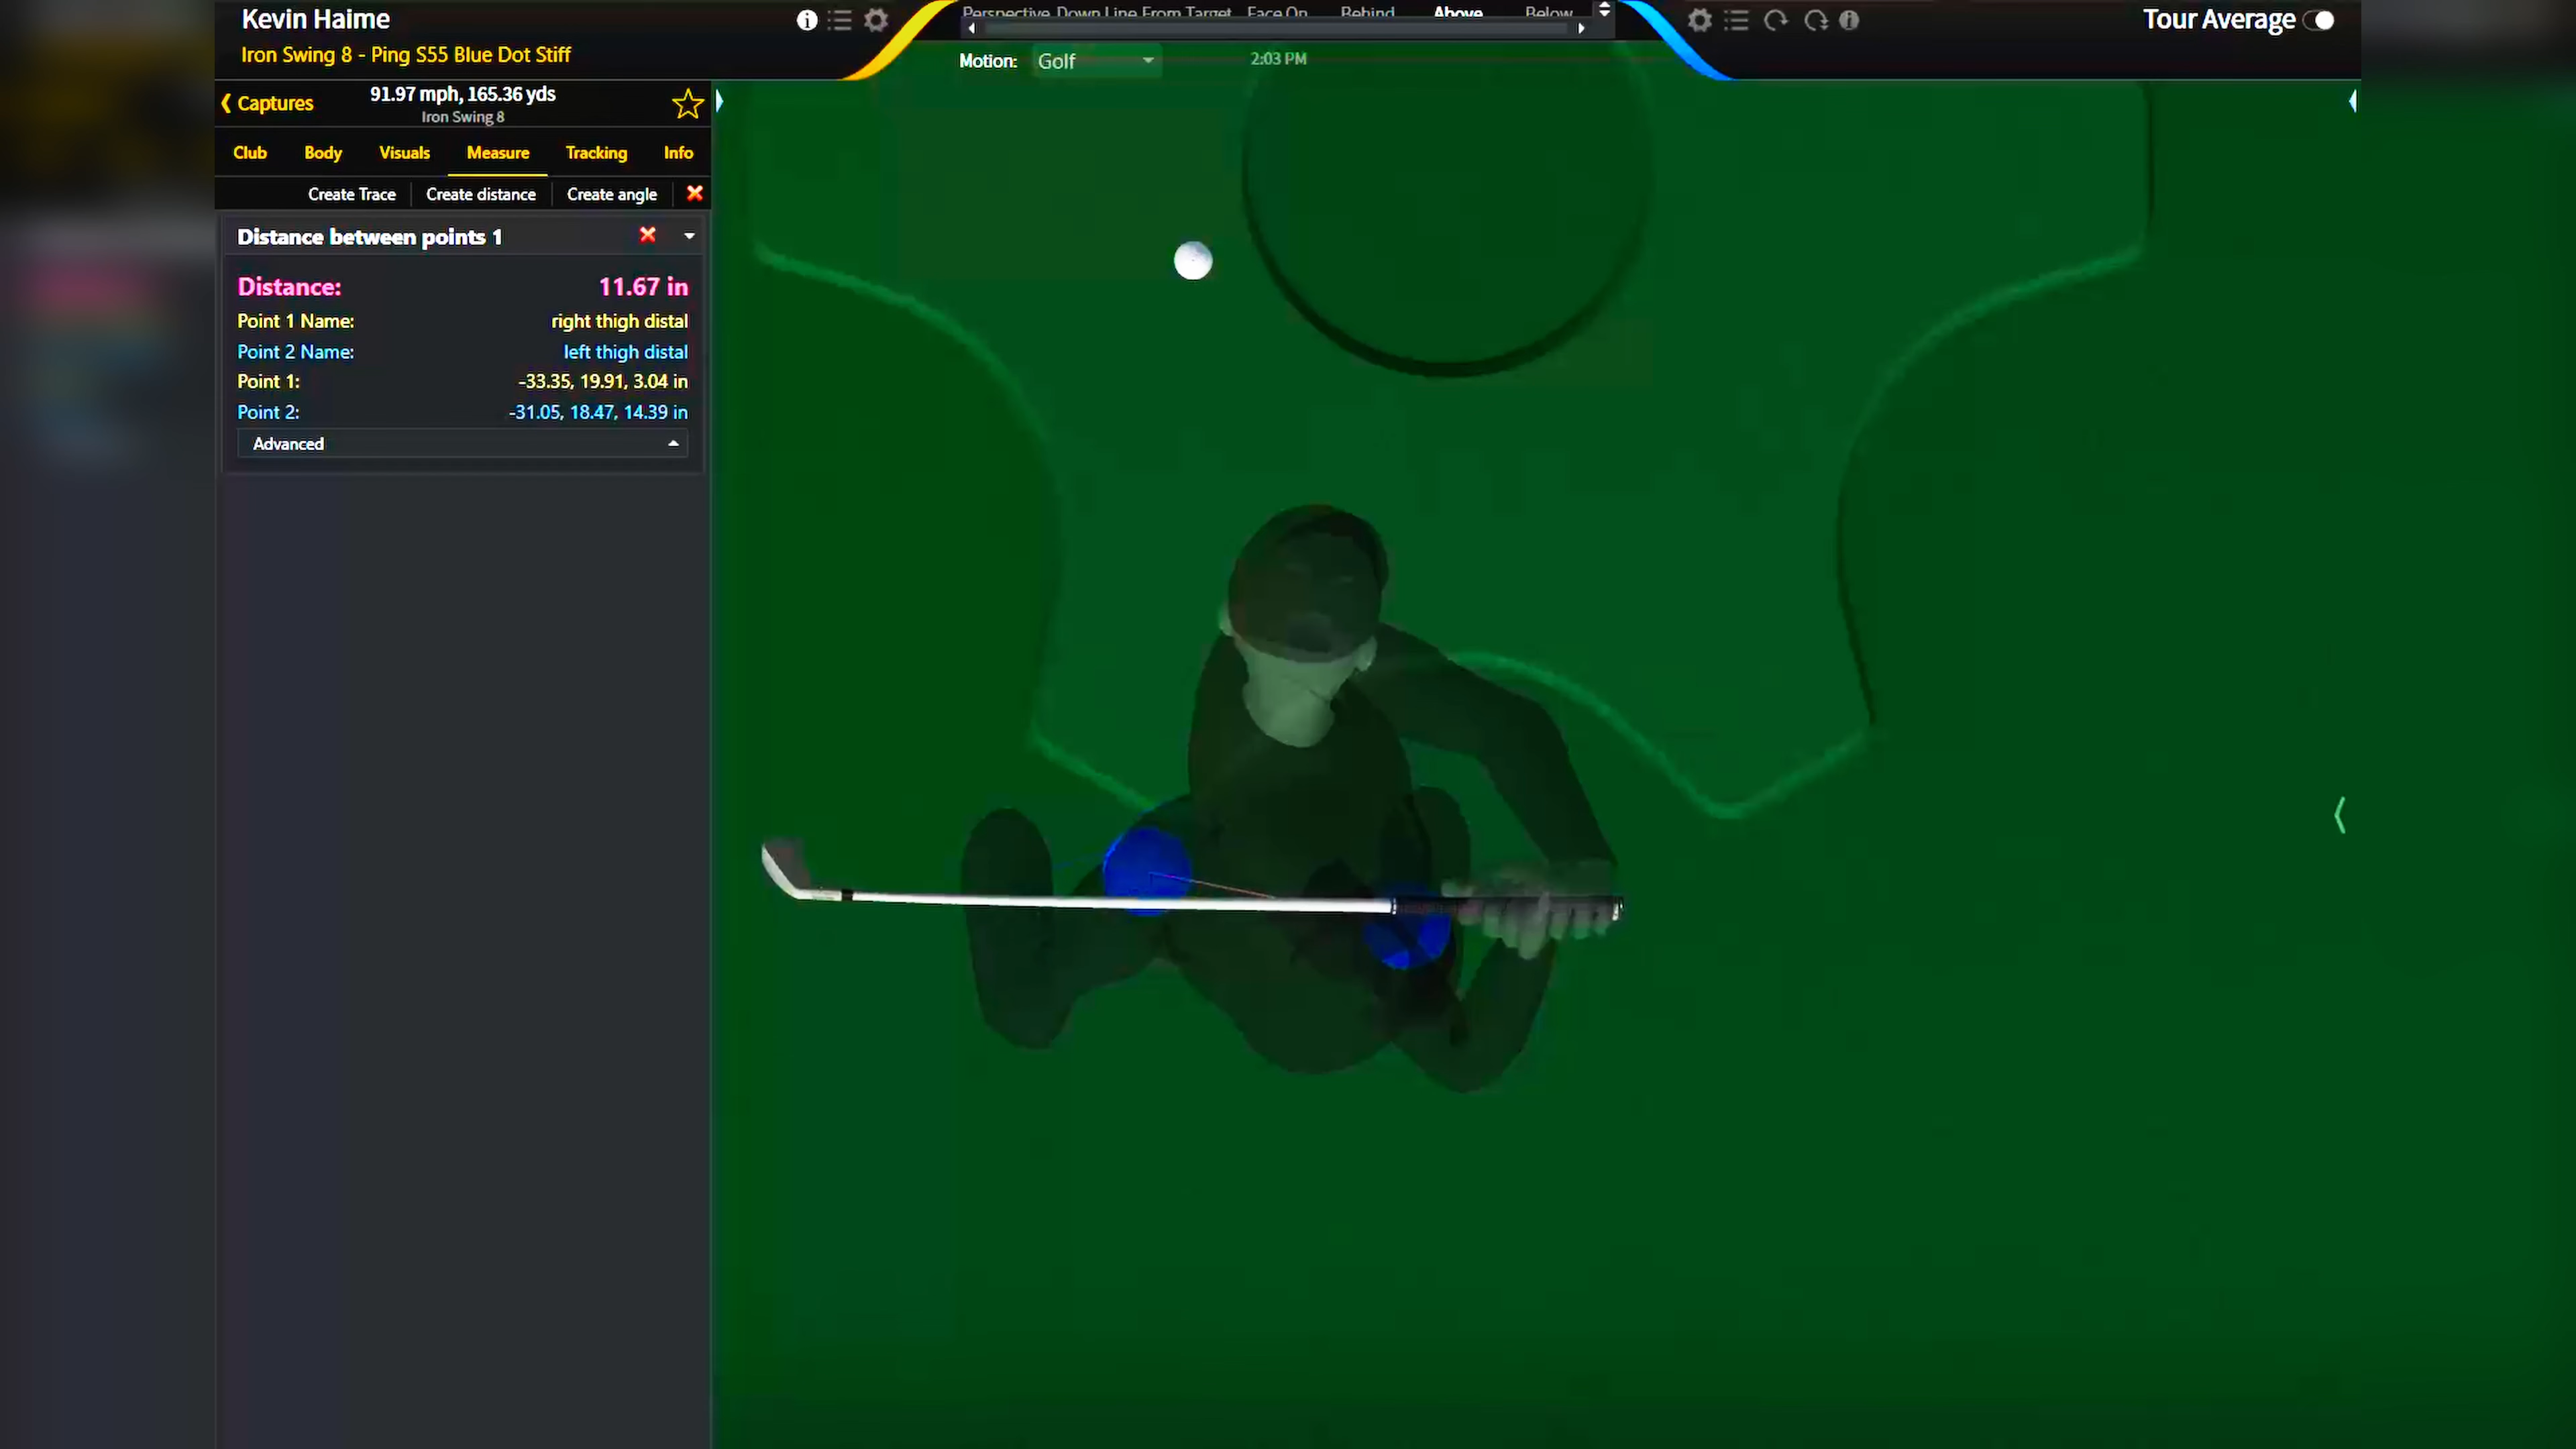 Kevin Haime
Iron Swing 8 - Ping S55 Blue Dot Stiff
Perspective Down Line From Target Face On Behind Above Below
Tour Average
Motion: Golf
2:03 PM
Captures
91.97 mph, 165.36 yds
Iron Swing 8
Club Body Visuals Measure Tracking Info
Create Trace Create distance Create angle
Distance between points 1
Distance: 11.67 in
Point 1 Name: right thigh distal
Point 2 Name: left thigh distal
Point 1: -33.35, 19.91, 3.04 in
Point 2: -31.05, 18.47, 14.39 in
Advanced